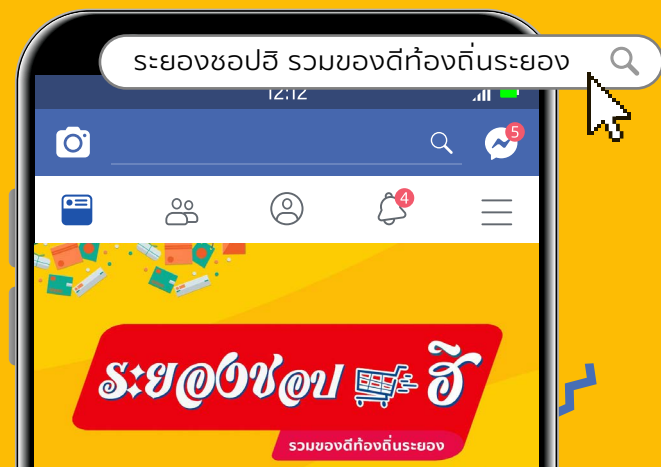 ระยองชอปฮิ รวมของดีท้องถิ่นระยอง
12:12
5
4
ระยองชอป ฮิ
รวมของดีท้องถิ่นระยอง